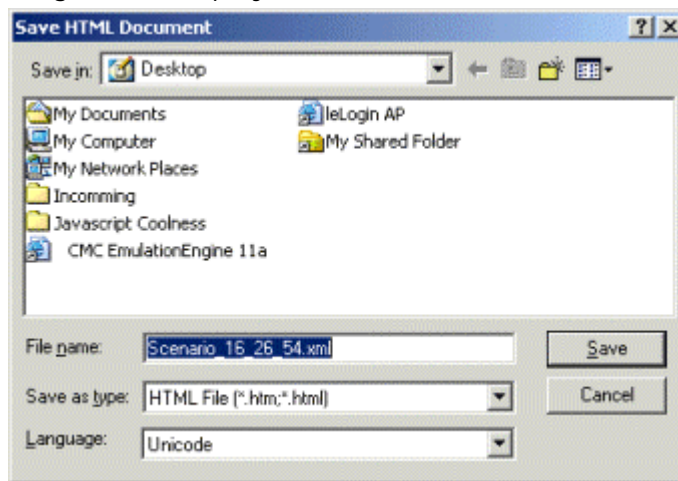 Save HTML Document
Save in: Desktop
My Documents
My Computer
My Network Places
Incomming
Javascript Coolness
CMC EmulationEngine 11a
leLogin AP
My Shared Folder
File name: Scenario_16_26_54.xml
Save
Save as type: HTML File (*.htm;*.html)
Cancel
Language: Unicode